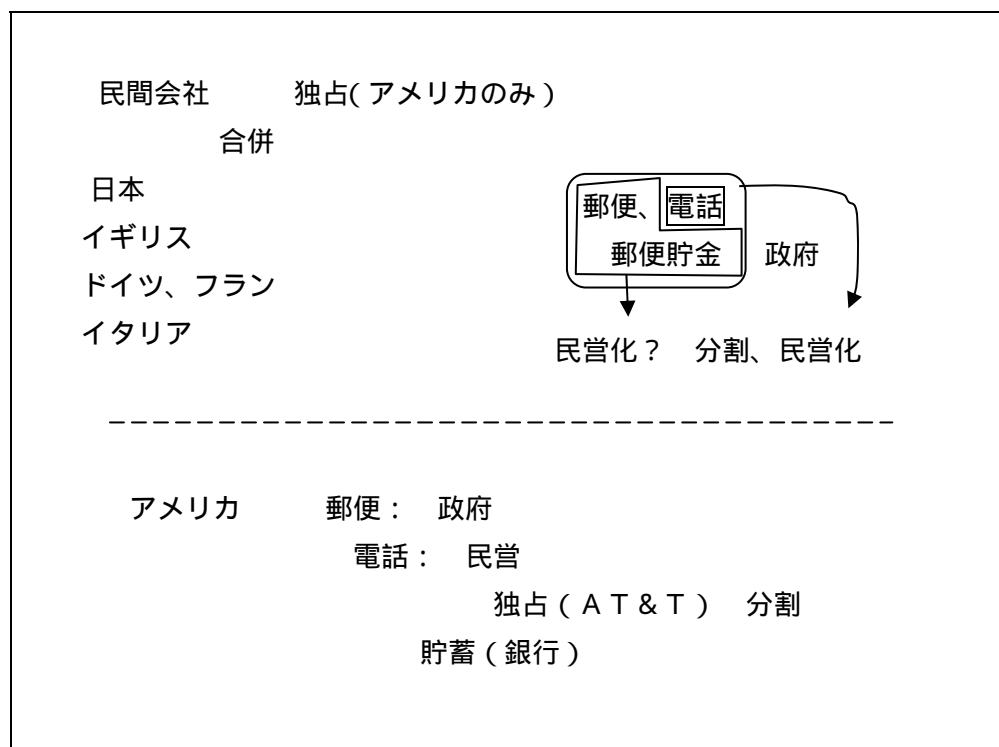 民間会社　　　独占(アメリカのみ)
合併
日本
イギリス
ドイツ、フラン
イタリア
郵便、電話
郵便貯金　政府
民営化？　分割、民営化
アメリカ　　　郵便：　政府
電話：　民営
独占(ＡＴ&Ｔ)　分割
貯蓄(銀行)